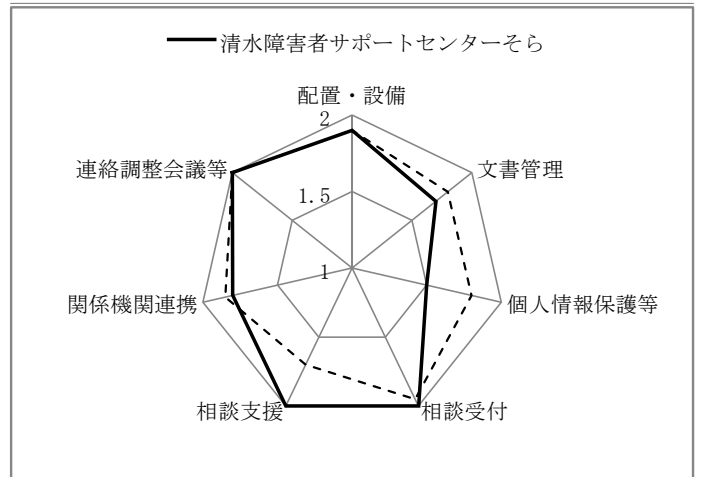 清水障害者サポートセンターそら
配置・設備
2
連絡調整会議等
文書管理
1.5
1
関係機関連携
個人情報保護等
相談支援
相談受付